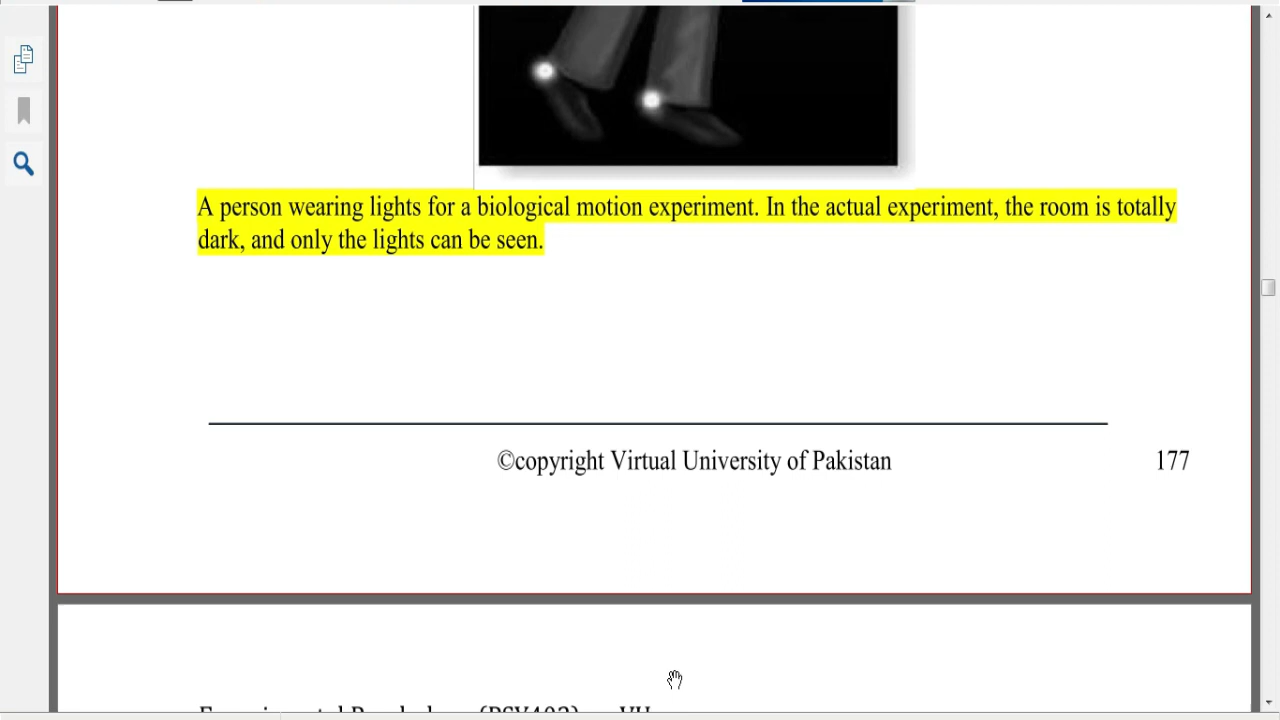 A person wearing lights for a biological motion experiment. In the actual experiment, the room is totally
dark, and only the lights can be seen.
©copyright Virtual University of Pakistan 177